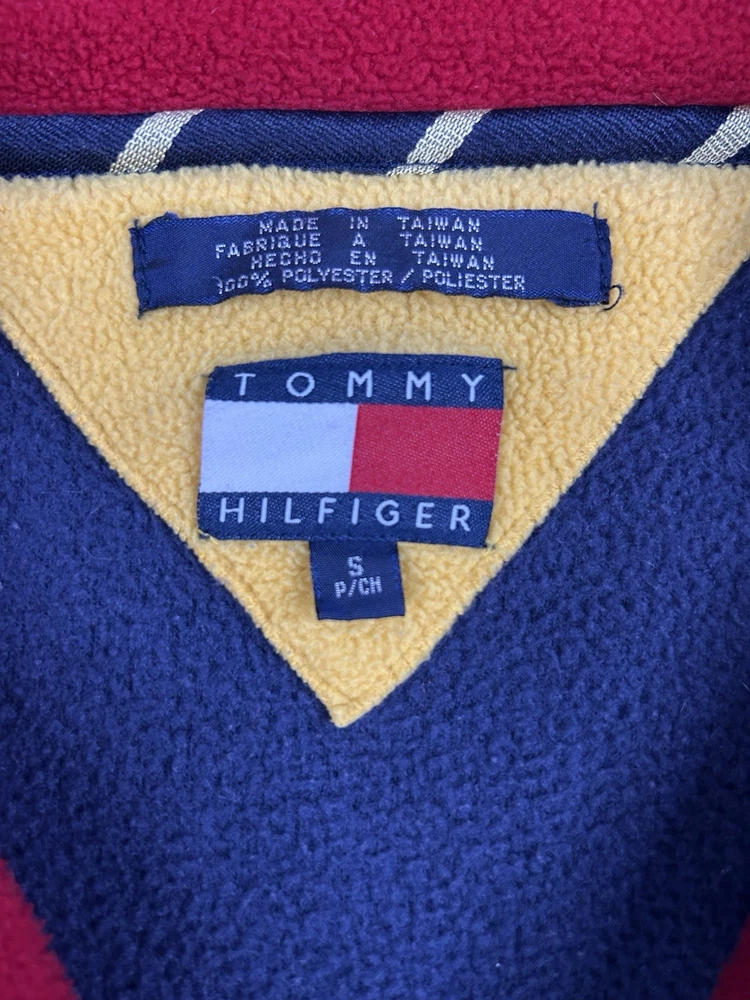 MADE IN TAIWAN
FABRIQUE A TAIWAN
HECHO EN TAIWAN
100% POLYESTER / POLIESTER
TOMMY
HILFIGER
S
P/CH